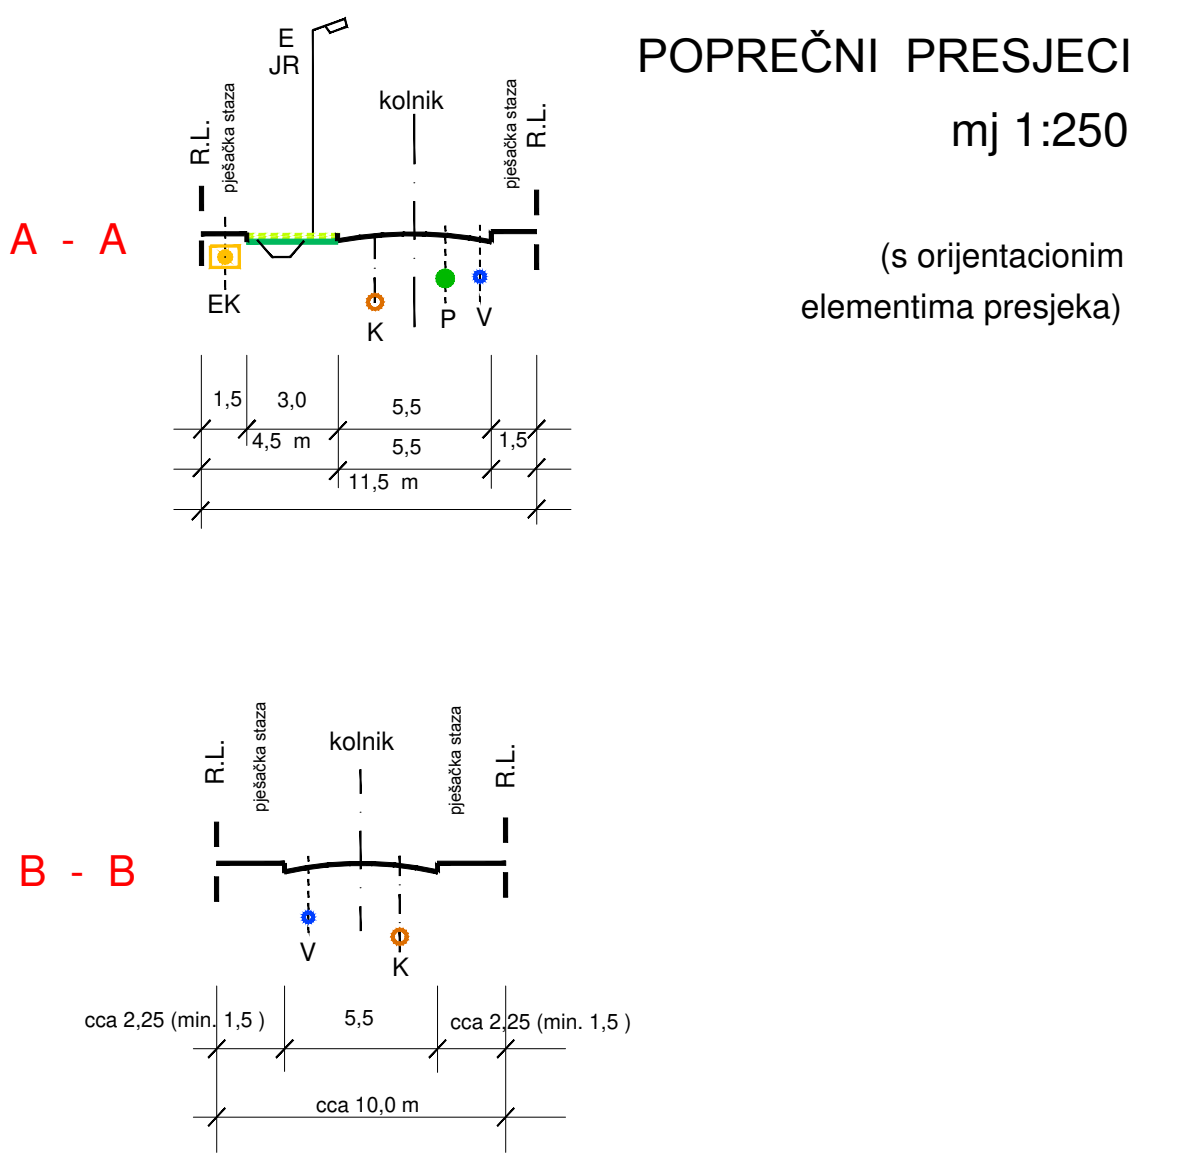 POPREČNI PRESJECI
mj 1:250
(s orijentacionim
elementima presjeka)
A - A
E
JR
kolnik
R.L.
pješačka staza
pješačka staza
R.L.
EK
K
P
V
1,5
3,0
5,5
4,5 m
5,5
1,5
11,5 m
B - B
R.L.
pješačka staza
kolnik
pješačka staza
R.L.
V
K
cca 2,25 (min. 1,5 )
5,5
cca 2,25 (min. 1,5 )
cca 10,0 m